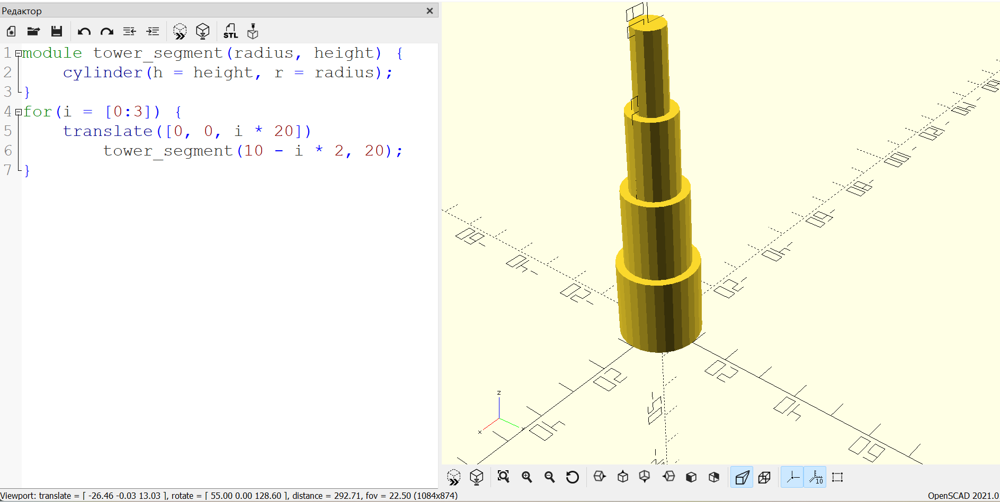 Редактор
STL
1 module tower_segment(radius, height) {
2     cylinder(h = height, r = radius);
3 }
4 for(i = [0:3]) {
5     translate([0, 0, i * 20])
6         tower_segment(10 - i * 2, 20);
7 }
z
x
10
Viewport: translate = [ -26.46 -0.03 13.03 ], rotate = [ 55.00 0.00 128.60 ], distance = 292.71, fov = 22.50 (1084x874)
OpenSCAD 2021.0